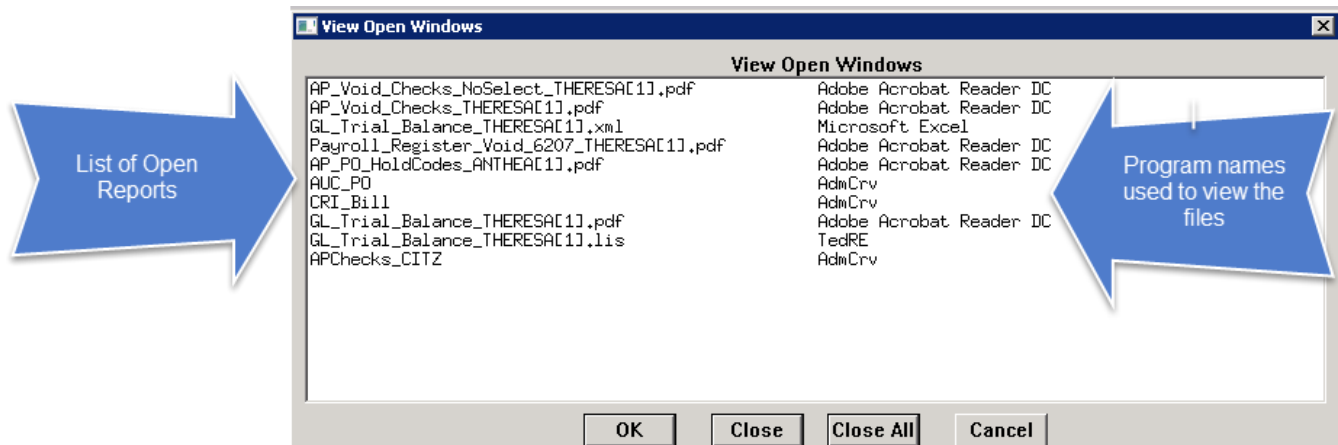 View Open Windows
View Open Windows
AP_Void_Checks_NoSelect_THERESA[1].pdf Adobe Acrobat Reader DC
AP_Void_Checks_THERESA[1].pdf Adobe Acrobat Reader DC
GL_Trial_Balance_THERESA[1].xml Microsoft Excel
Payroll_Register_Void_6207_THERESA[1].pdf Adobe Acrobat Reader DC
AP_PO_HoldCodes_ANTHEA[1].pdf Adobe Acrobat Reader DC
AUC_PO AdmCrv
CRI_Bill AdmCrv
GL_Trial_Balance_THERESA[1].pdf Adobe Acrobat Reader DC
GL_Trial_Balance_THERESA[1].lis TedRE
APChecks_CITZ AdmCrv
List of Open
Reports
Program names
used to view the
files
OK Close Close All Cancel